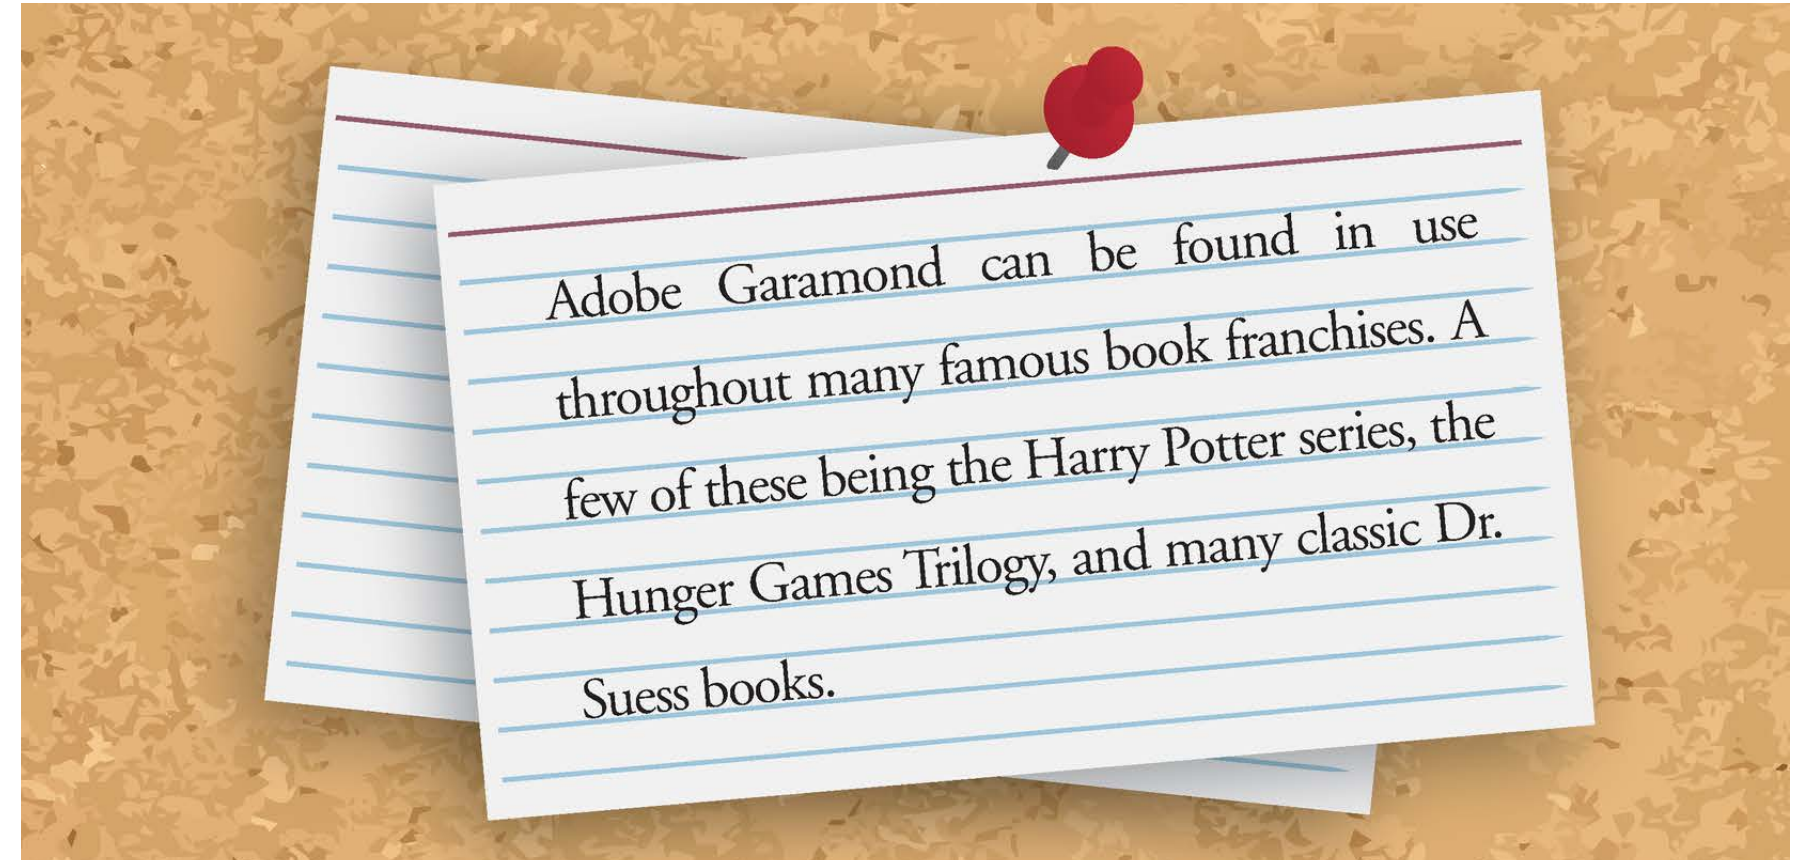 Adobe Garamond can be found in use
throughout many famous book franchises. A
few of these being the Harry Potter series, the
Hunger Games Trilogy, and many classic Dr.
Suess books.